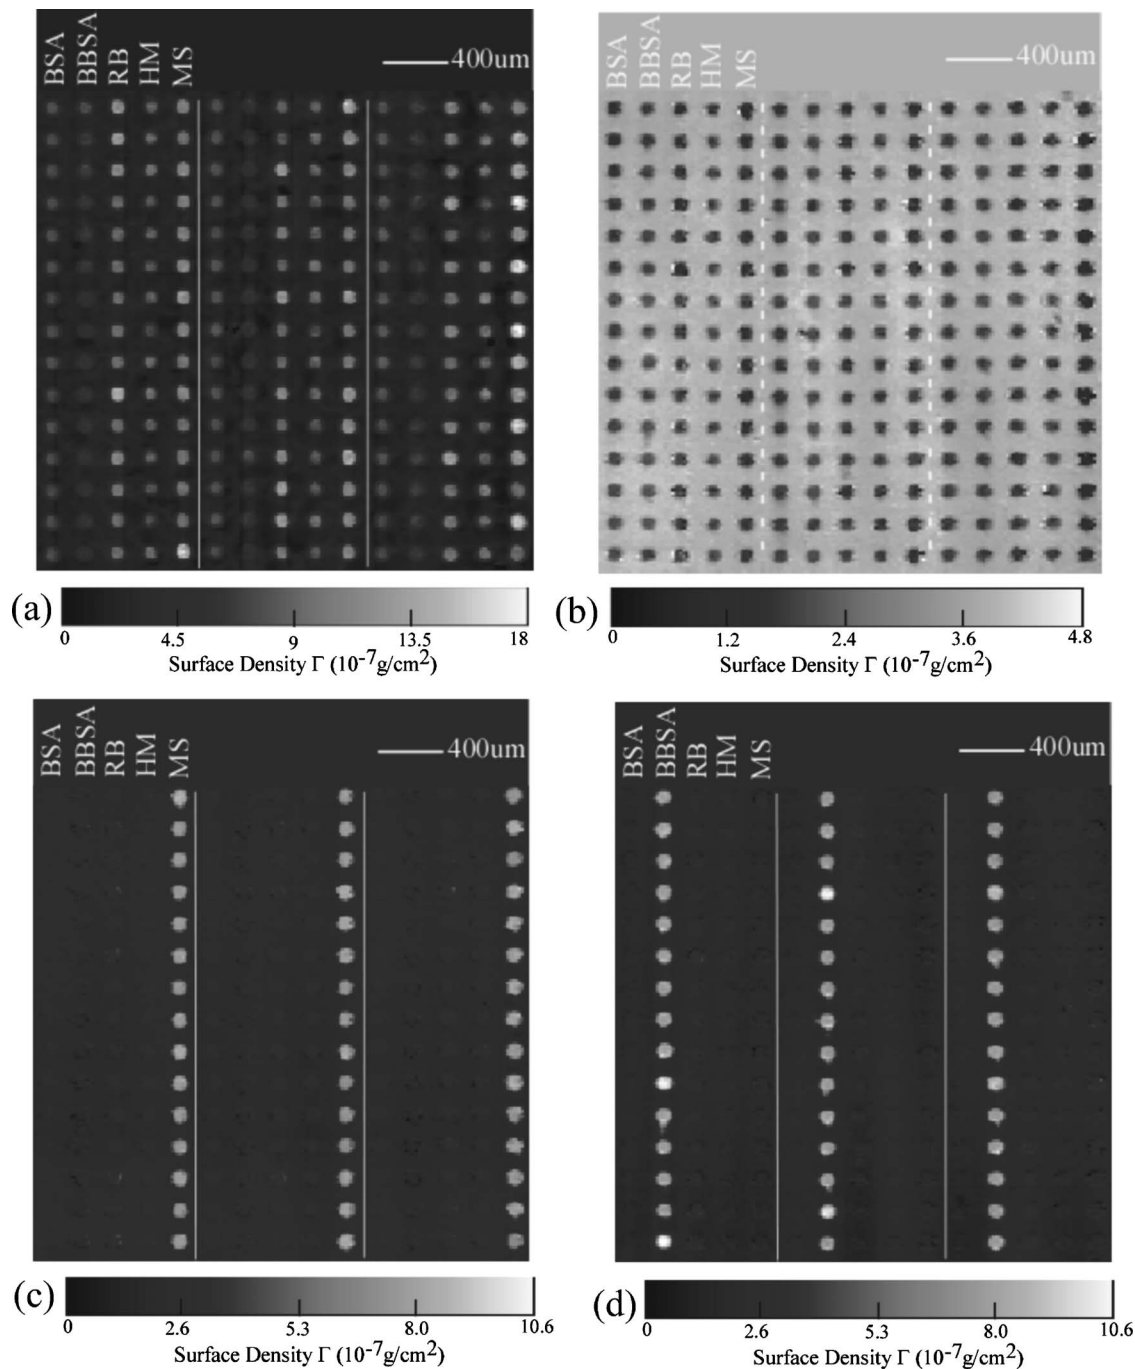 BSA BBSA RB HM MS 400um
BSA BBSA RB HM MS 400um
(a) 0 4.5 9 13.5 18
Surface Density Γ (10⁻⁷g/cm²)
(b) 0 1.2 2.4 3.6 4.8
Surface Density Γ (10⁻⁷g/cm²)
BSA BBSA RB HM MS 400um
BSA BBSA RB HM MS 400um
(c) 0 2.6 5.3 8.0 10.6
Surface Density Γ (10⁻⁷g/cm²)
(d) 0 2.6 5.3 8.0 10.6
Surface Density Γ (10⁻⁷g/cm²)